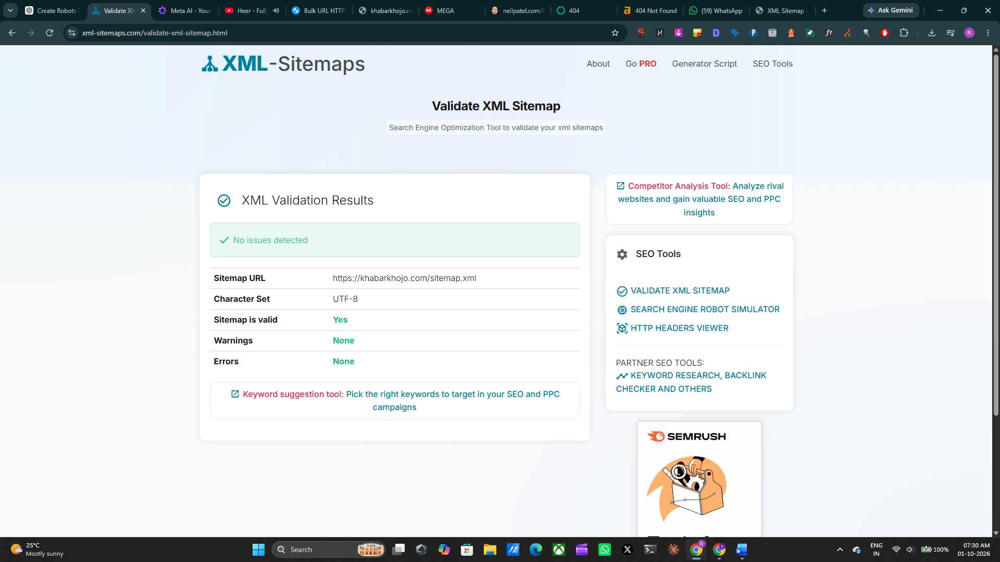 Create Robots
Validate XM
Meta AI - Your
Heer - Full
Bulk URL HTTP
khabarkhojo.co
MEGA
neilpatel.com/l
404
404 Not Found
(59) WhatsApp
XML Sitemap -
Ask Gemini
xml-sitemaps.com/validate-xml-sitemap.html
XML-Sitemaps
About
Go PRO
Generator Script
SEO Tools
Validate XML Sitemap
Search Engine Optimization Tool to validate your xml sitemaps
XML Validation Results
No issues detected
Sitemap URL https://khabarkhojo.com/sitemap.xml
Character Set UTF-8
Sitemap is valid Yes
Warnings None
Errors None
Keyword suggestion tool: Pick the right keywords to target in your SEO and PPC
campaigns
Competitor Analysis Tool: Analyze rival
websites and gain valuable SEO and PPC
insights
SEO Tools
VALIDATE XML SITEMAP
SEARCH ENGINE ROBOT SIMULATOR
HTTP HEADERS VIEWER
PARTNER SEO TOOLS:
KEYWORD RESEARCH, BACKLINK
CHECKER AND OTHERS
SEMRUSH
25°C
Mostly sunny
Search
ENG
IN
100%
07:30 AM
01-10-2026